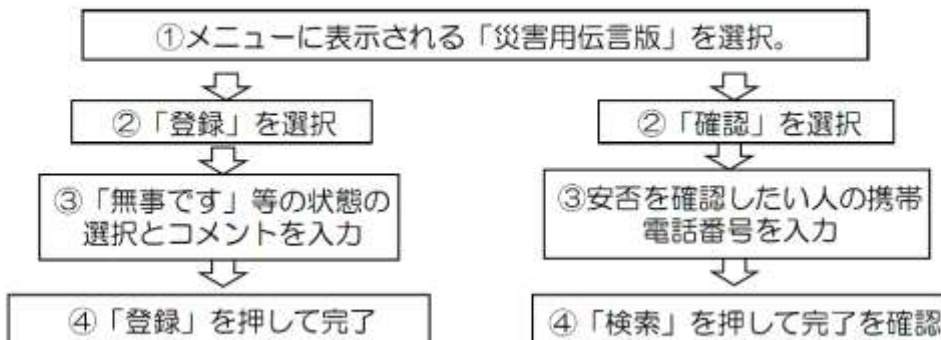 ①メニューに表示される「災害用伝言版」を選択。
②「登録」を選択
③「無事です」等の状態の
選択とコメントを入力
④「登録」を押して完了
②「確認」を選択
③安否を確認したい人の携帯
電話番号を入力
④「検索」を押して完了を確認